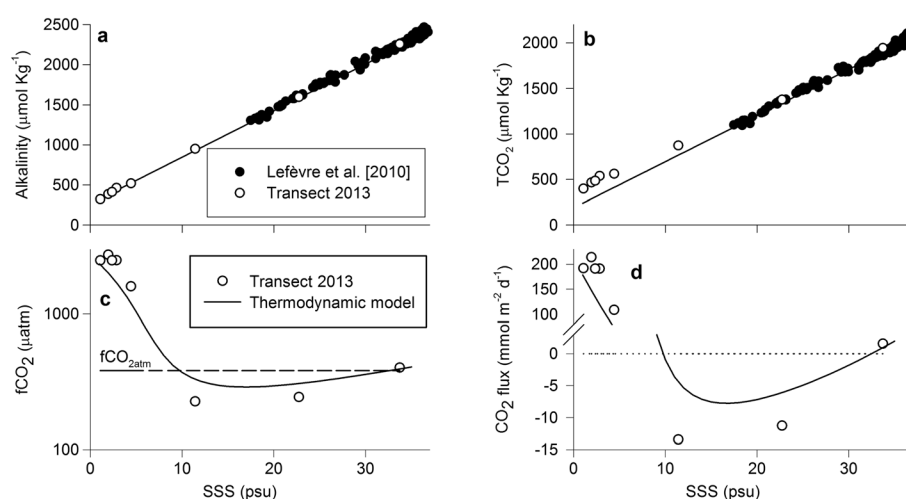 2500
2000
1500
1000
500
0
Alkalinity (μmol Kg⁻¹)
a
Lefèvre et al. [2010]
Transect 2013
2000
1500
1000
500
0
TCO₂ (μmol Kg⁻¹)
b
1000
100
fCO₂ (μatm)
c
Transect 2013
Thermodynamic model
fCO₂ₐₜₘ
0 10 20 30
SSS (psu)
200
150
100
0
-5
-10
-15
CO₂ flux (mmol m⁻² d⁻¹)
d
0 10 20 30
SSS (psu)